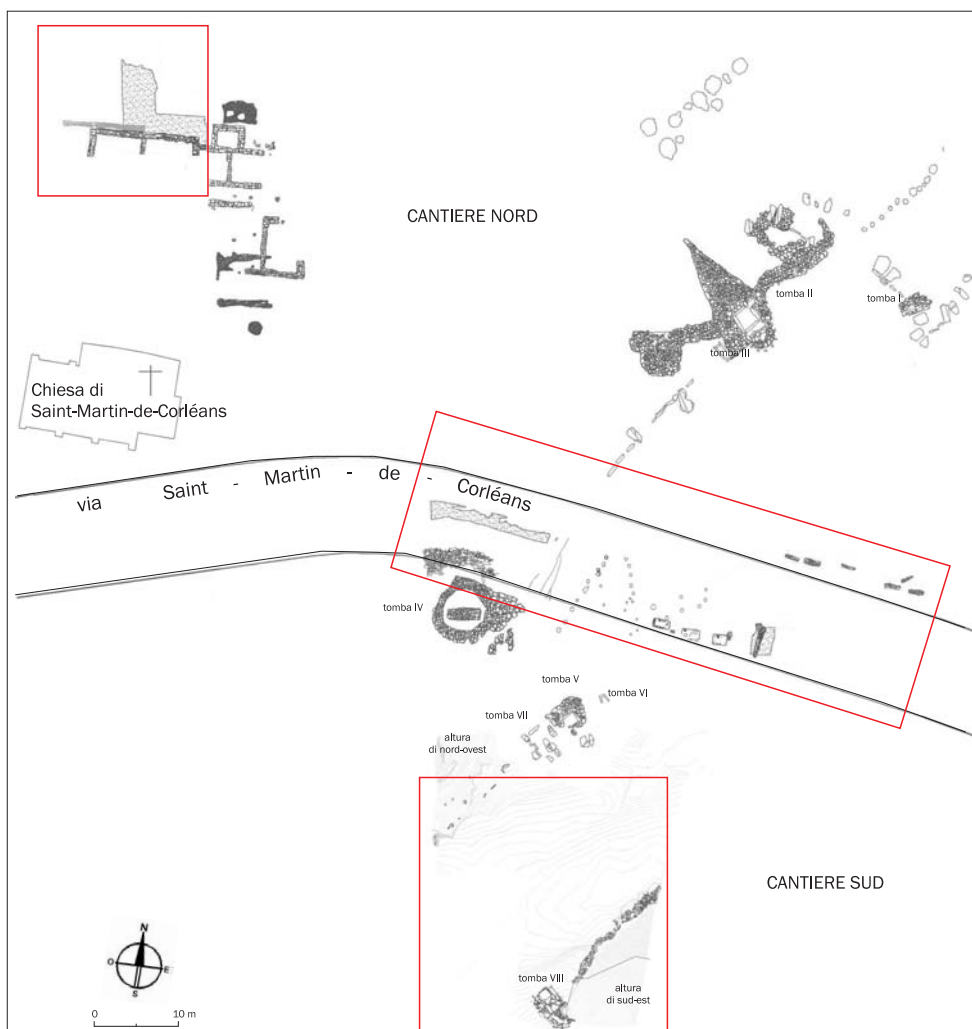 CANTIERE NORD
tomba II
tomba I
tomba III
Chiesa di
Saint-Martin-de-Corléans
via Saint - Martin - de - Corléans
tomba IV
tomba V
tomba VI
tomba VII
altura
di nord-ovest
CANTIERE SUD
tomba VIII
altura
di sud-est
N
O
E
S
0 10 m